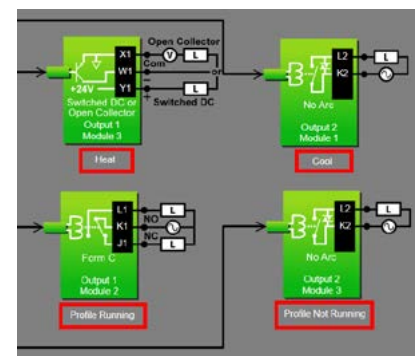 Open Collector
X1
V
L
Com
W1
or
+24V
Y1
L
Switched DC
Switched DC or
Open Collector
Output 1
Module 3
Heat
L2
L
K2
No Arc
Output 2
Module 1
Cool
L1
L
NO
K1
NC
J1
L
Form C
Output 1
Module 2
Profile Running
L2
L
K2
No Arc
Output 2
Module 3
Profile Not Running